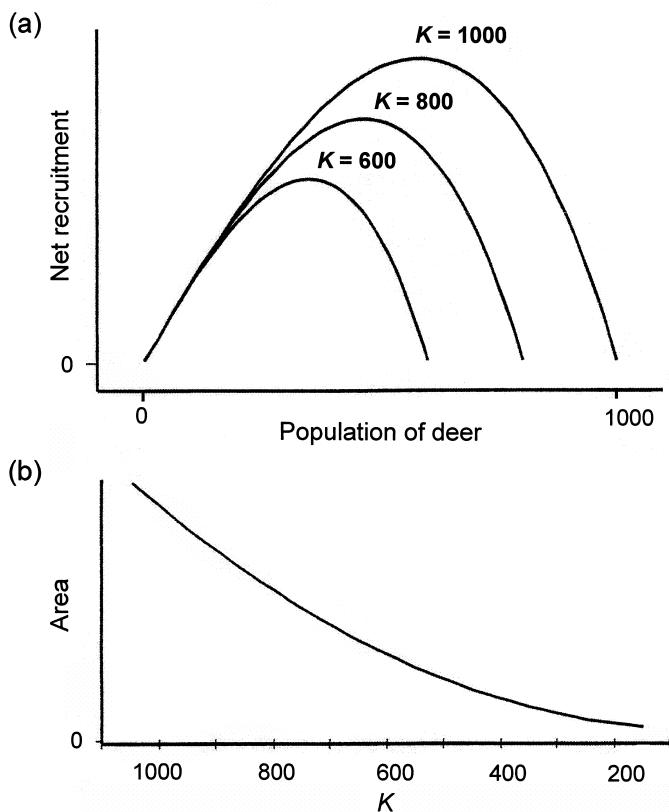 (a)
K = 1000
K = 800
K = 600
Net recruitment
0
0
1000
Population of deer
(b)
Area
0
1000
800
600
400
200
K